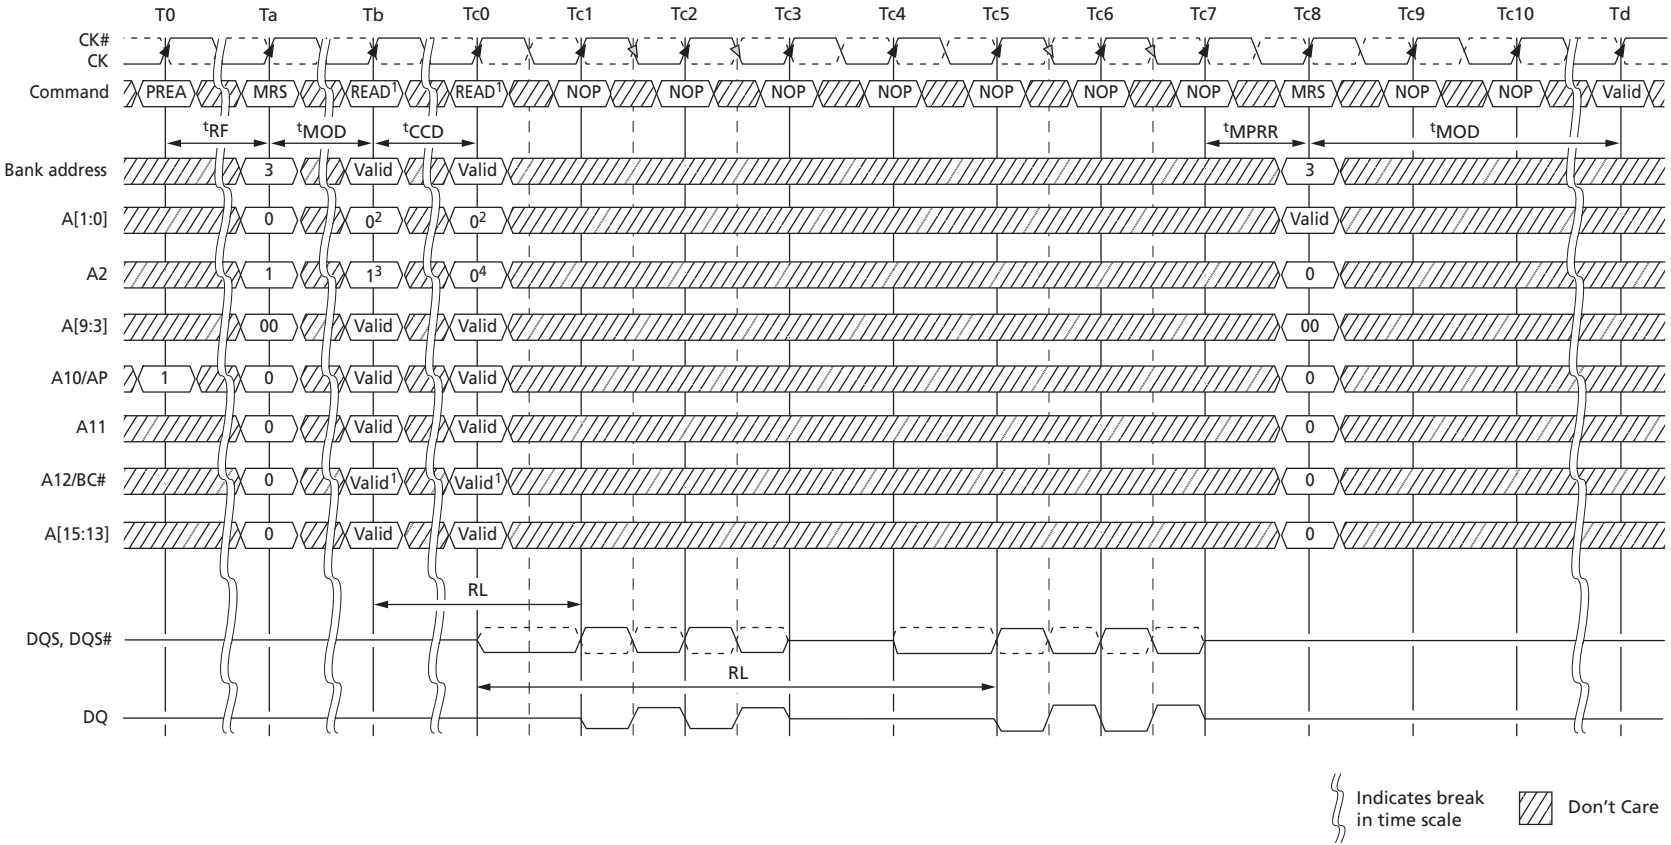 T0 Ta Tb Tc0 Tc1 Tc2 Tc3 Tc4 Tc5 Tc6 Tc7 Tc8 Tc9 Tc10 Td
CK#
CK
Command PREA MRS READ1 READ1 NOP NOP NOP NOP NOP NOP NOP MRS NOP NOP Valid
tRF tMOD tCCD tMPRR tMOD
Bank address 3 Valid Valid 3
A[1:0] 0 02 02 Valid
A2 1 13 04 0
A[9:3] 00 Valid Valid 00
A10/AP 1 0 Valid Valid 0
A11 0 Valid Valid 0
A12/BC# 0 Valid1 Valid1 0
A[15:13] 0 Valid Valid 0
RL
DQS, DQS#
RL
DQ
Indicates break
in time scale
Don't Care